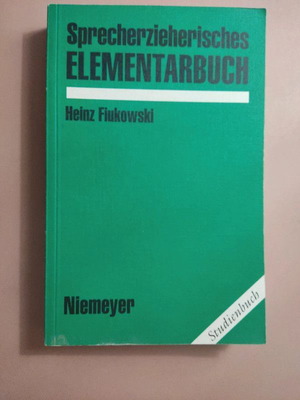 Sprecherzieherisches
ELEMENTARBUCH
Heinz Fiukowski
Niemeyer
Studienbuch